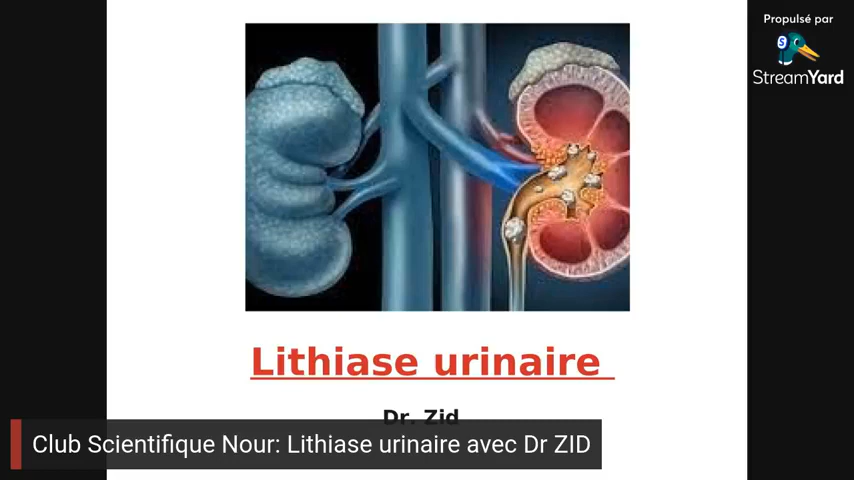 Propulsé par
StreamYard
Lithiase urinaire
Dr. Zid
Club Scientifique Nour: Lithiase urinaire avec Dr ZID